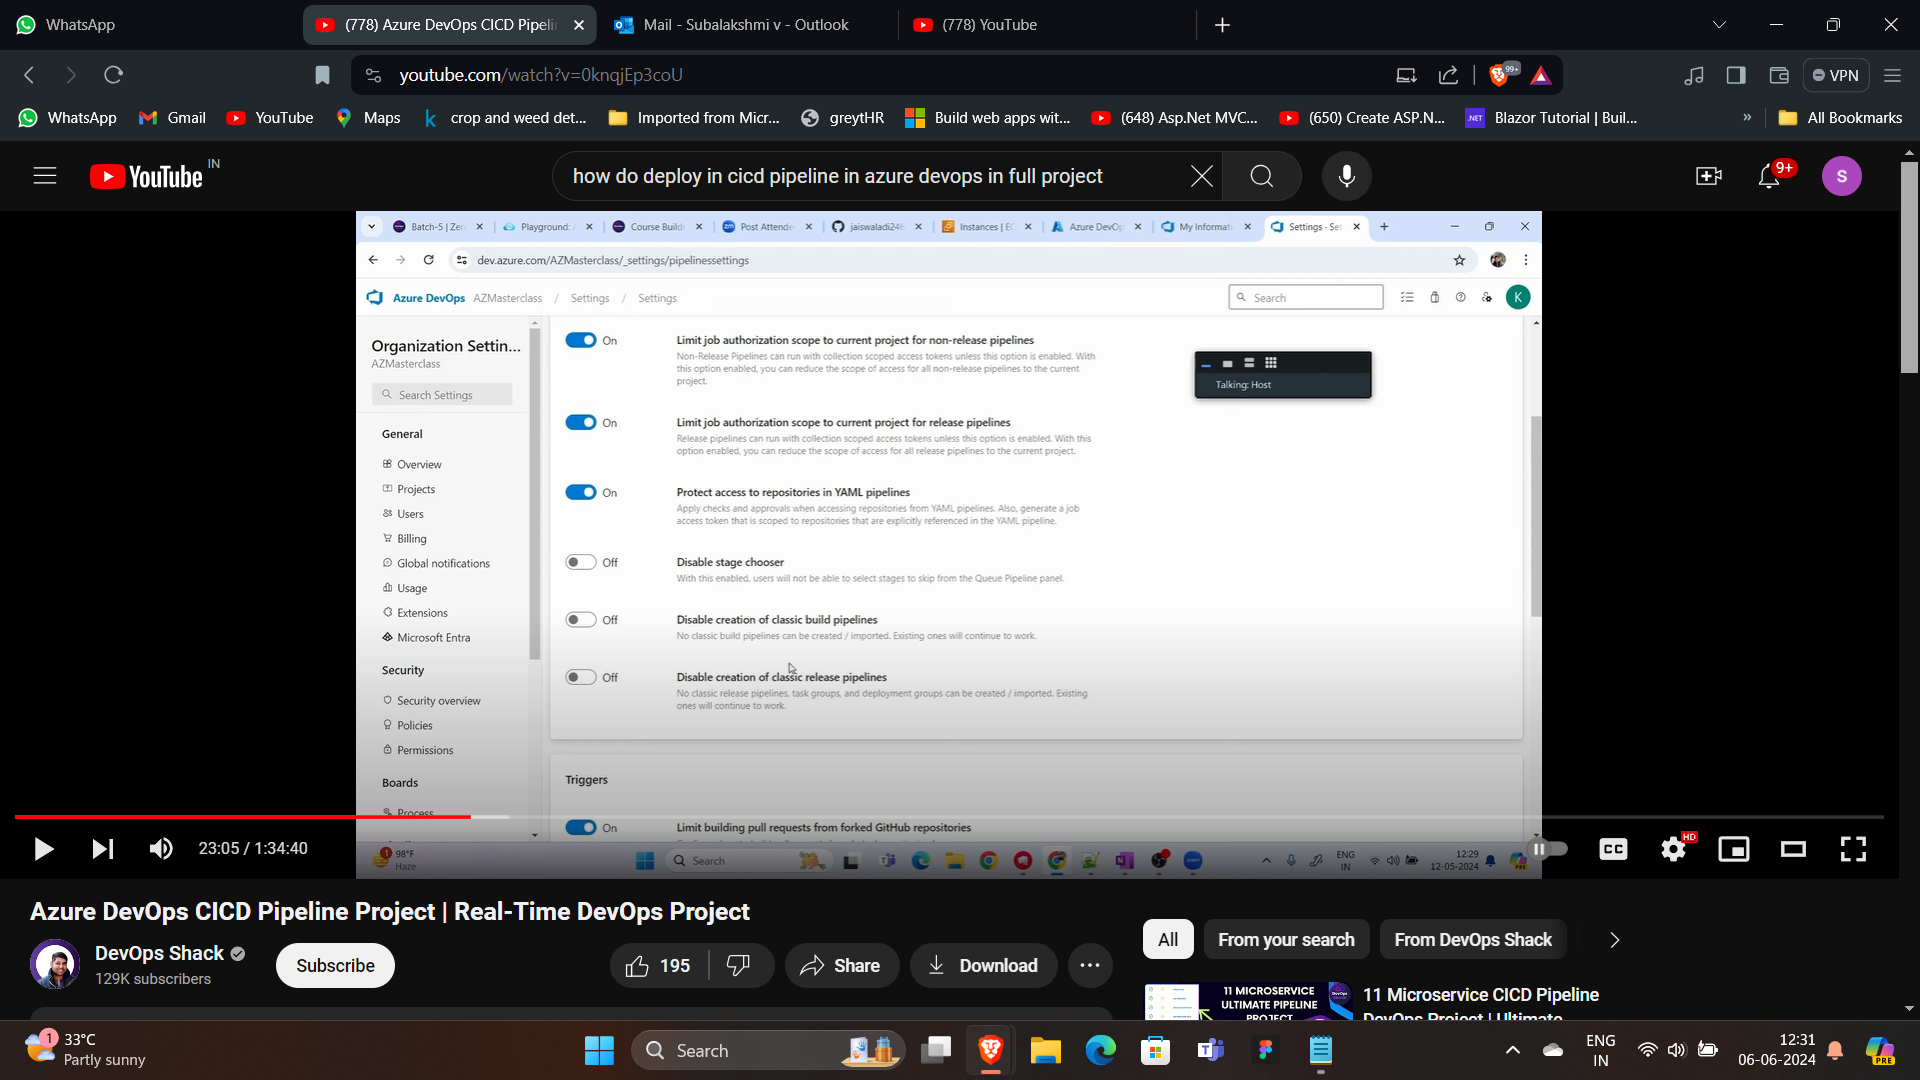 WhatsApp
(778) Azure DevOps CICD Pipelin
Mail - Subalakshmi v - Outlook
(778) YouTube
youtube.com/watch?v=0knqjEp3coU
99+
VPN
WhatsApp
Gmail
YouTube
Maps
crop and weed det...
Imported from Micr...
greytHR
Build web apps wit...
(648) Asp.Net MVC...
(650) Create ASP.N...
Blazor Tutorial | Buil...
All Bookmarks
YouTube IN
how do deploy in cicd pipeline in azure devops in full project
9+
S
Batch-5 | Zen
Playground:
Course Build
Post Attende
jaiswaladi246
Instances | EC
Azure DevOp
My Informati
Settings - Set
dev.azure.com/AZMasterclass/_settings/pipelinessettings
Azure DevOps AZMasterclass / Settings / Settings
Search
K
Organization Settin...
AZMasterclass
Search Settings
General
Overview
Projects
Users
Billing
Global notifications
Usage
Extensions
Microsoft Entra
Security
Security overview
Policies
Permissions
Boards
Process
On
Limit job authorization scope to current project for non-release pipelines
Non-Release Pipelines can run with collection scoped access tokens unless this option is enabled. With
this option enabled, you can reduce the scope of access for all non-release pipelines to the current
project.
On
Limit job authorization scope to current project for release pipelines
Release pipelines can run with collection scoped access tokens unless this option is enabled. With this
option enabled, you can reduce the scope of access for all release pipelines to the current project.
On
Protect access to repositories in YAML pipelines
Apply checks and approvals when accessing repositories from YAML pipelines. Also, generate a job
access token that is scoped to repositories that are explicitly referenced in the YAML pipeline.
Off
Disable stage chooser
With this enabled, users will not be able to select stages to skip from the Queue Pipeline panel.
Off
Disable creation of classic build pipelines
No classic build pipelines can be created / imported. Existing ones will continue to work.
Off
Disable creation of classic release pipelines
No classic release pipelines, task groups, and deployment groups can be created / imported. Existing
ones will continue to work.
Triggers
On
Limit building pull requests from forked GitHub repositories
Talking: Host
98°F
Haze
Search
ENG
IN
12:29
12-05-2024
23:05 / 1:34:40
CC
HD
Azure DevOps CICD Pipeline Project | Real-Time DevOps Project
DevOps Shack
129K subscribers
Subscribe
195
Share
Download
All
From your search
From DevOps Shack
11 MICROSERVICE
ULTIMATE PIPELINE
PROJECT
11 Microservice CICD Pipeline
DevOps Project | Ultimate
1
33°C
Partly sunny
Search
ENG
IN
12:31
06-06-2024
PRE